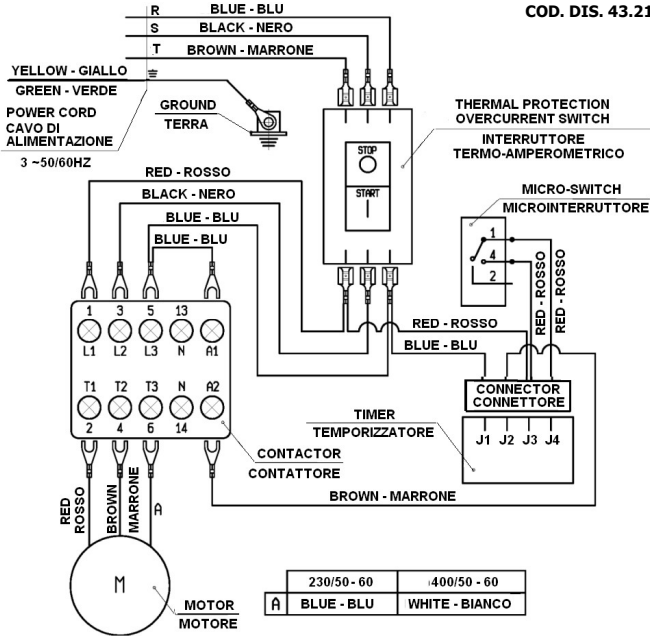 COD. DIS. 43.21
R
BLUE - BLU
S
BLACK - NERO
T
BROWN - MARRONE
YELLOW - GIALLO
GREEN - VERDE
POWER CORD
CAVO DI
ALIMENTAZIONE
3 ~50/60HZ
GROUND
TERRA
STOP
START
THERMAL PROTECTION
OVERCURRENT SWITCH
INTERRUTTORE
TERMO-AMPEROMETRICO
MICRO-SWITCH
MICROINTERRUTTORE
1
4
2
RED - ROSSO
RED - ROSSO
RED - ROSSO
BLACK - NERO
BLUE - BLU
BLUE - BLU
1 3 5 13
L1 L2 L3 N A1
T1 T2 T3 N A2
2 4 6 14
RED - ROSSO
BLUE - BLU
CONNECTOR
CONNETTORE
J1 J2 J3 J4
TIMER
TEMPORIZZATORE
CONTACTOR
CONTATTORE
BROWN - MARRONE
RED
ROSSO
BROWN
MARRONE
A
M
MOTOR
MOTORE
230/50 - 60 400/50 - 60
A BLUE - BLU WHITE - BIANCO